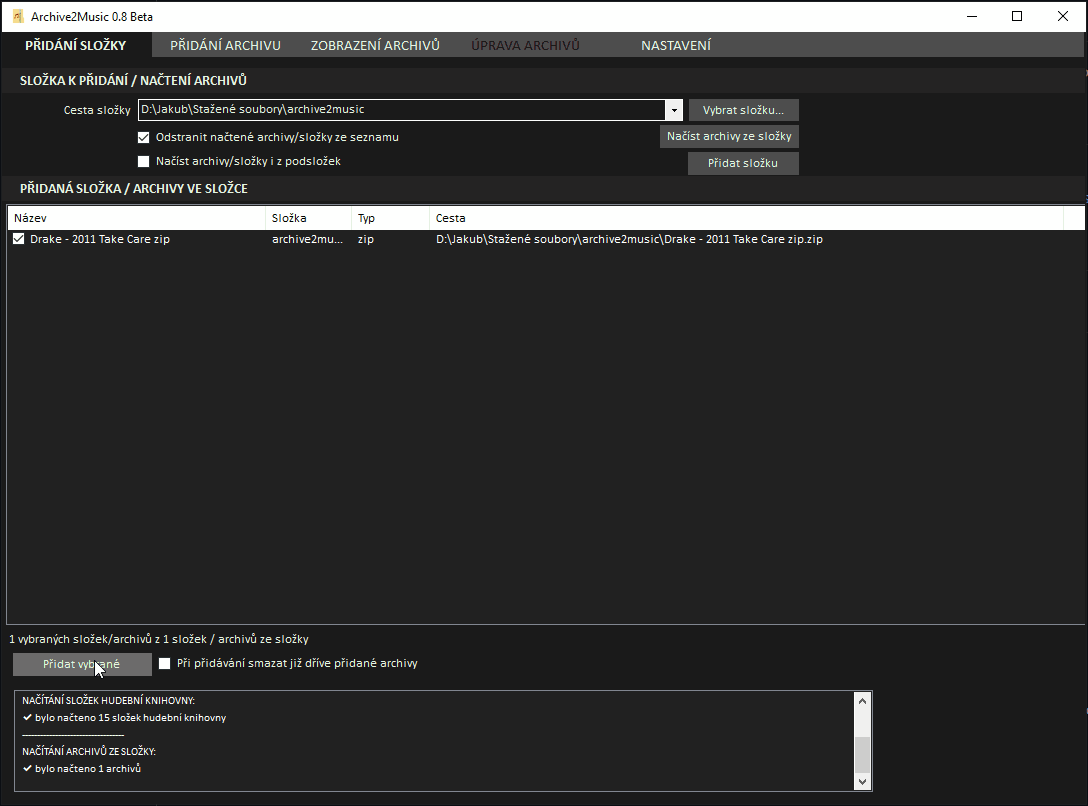 Archive2Music 0.8 Beta
PŘIDÁNÍ SLOŽKY PŘIDÁNÍ ARCHIVU ZOBRAZENÍ ARCHIVŮ ÚPRAVA ARCHIVŮ NASTAVENÍ
SLOŽKA K PŘIDÁNÍ / NAČTENÍ ARCHIVŮ
Cesta složky D:\Jakub\Stažené soubory\archive2music Vybrat složku...
Odstranit načtené archivy/složky ze seznamu Načíst archivy ze složky
Načíst archivy/složky i z podsložek Přidat složku
PŘIDANÁ SLOŽKA / ARCHIVY VE SLOŽCE
Název Složka Typ Cesta
Drake - 2011 Take Care zip archive2mu... zip D:\Jakub\Stažené soubory\archive2music\Drake - 2011 Take Care zip.zip
1 vybraných složek/archivů z 1 složek / archivů ze složky
Přidat vybrané Při přidávání smazat již dříve přidané archivy
NAČÍTÁNÍ SLOŽEK HUDEBNÍ KNIHOVNY:
✔ bylo načteno 15 složek hudební knihovny
----------------------------------
NAČÍTÁNÍ ARCHIVŮ ZE SLOŽKY:
✔ bylo načteno 1 archivů